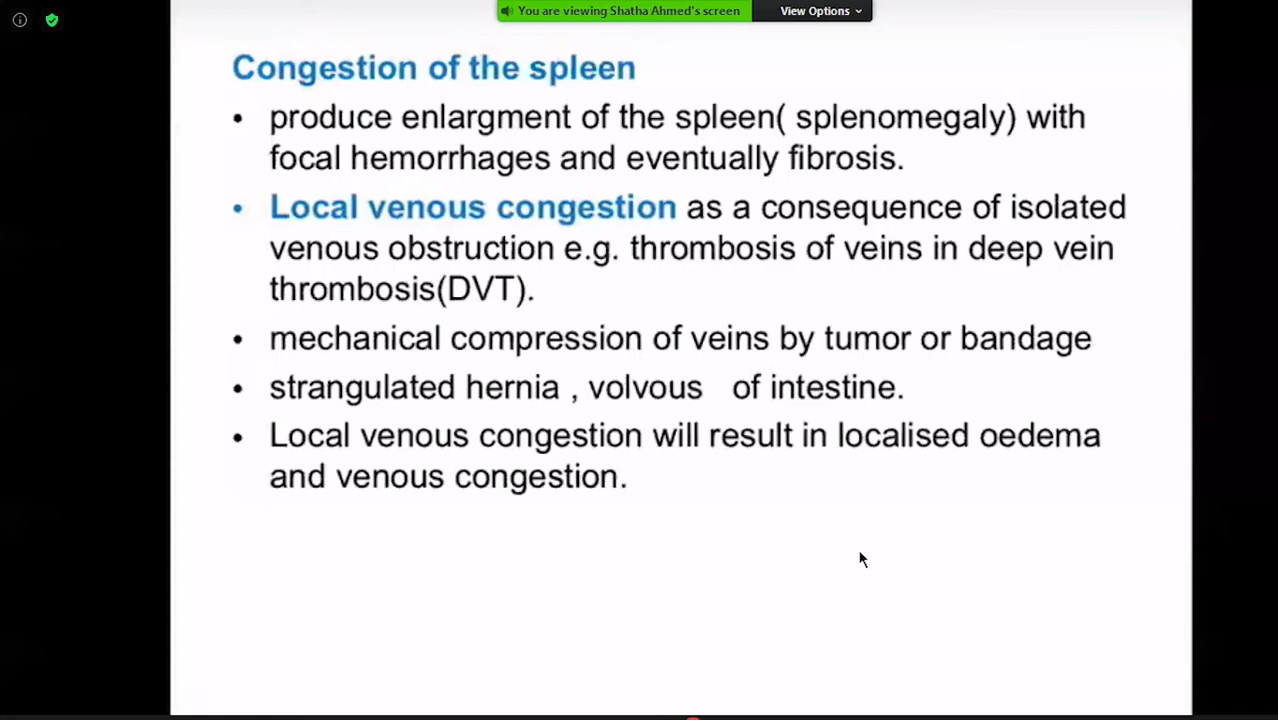 You are viewing Shatha Ahmed's screen
View Options
Congestion of the spleen
• produce enlargment of the spleen( splenomegaly) with
focal hemorrhages and eventually fibrosis.
• Local venous congestion as a consequence of isolated
venous obstruction e.g. thrombosis of veins in deep vein
thrombosis(DVT).
• mechanical compression of veins by tumor or bandage
• strangulated hernia , volvous of intestine.
• Local venous congestion will result in localised oedema
and venous congestion.